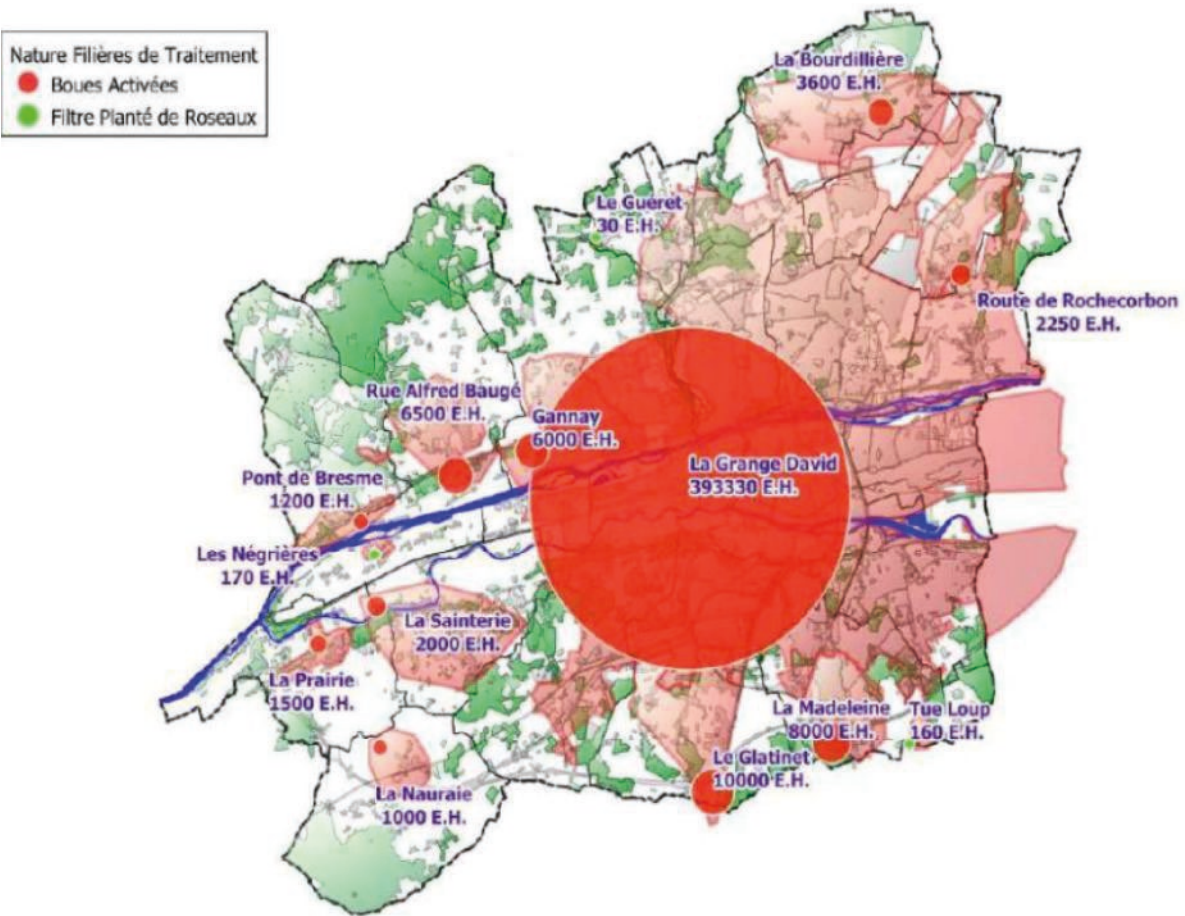 Nature Filières de Traitement
Boues Activées
Filtre Planté de Roseaux
La Bourdillière
3600 E.H.
Le Guéret
30 E.H.
Route de Rochecorbon
2250 E.H.
Rue Alfred Baugé
6500 E.H.
Gannay
6000 E.H.
La Grange David
393330 E.H.
Pont de Bresme
1200 E.H.
Les Négrières
170 E.H.
La Sainterie
2000 E.H.
La Prairie
1500 E.H.
La Madeleine
8000 E.H.
Tue Loup
160 E.H.
Le Glatinet
10000 E.H.
La Nauraie
1000 E.H.